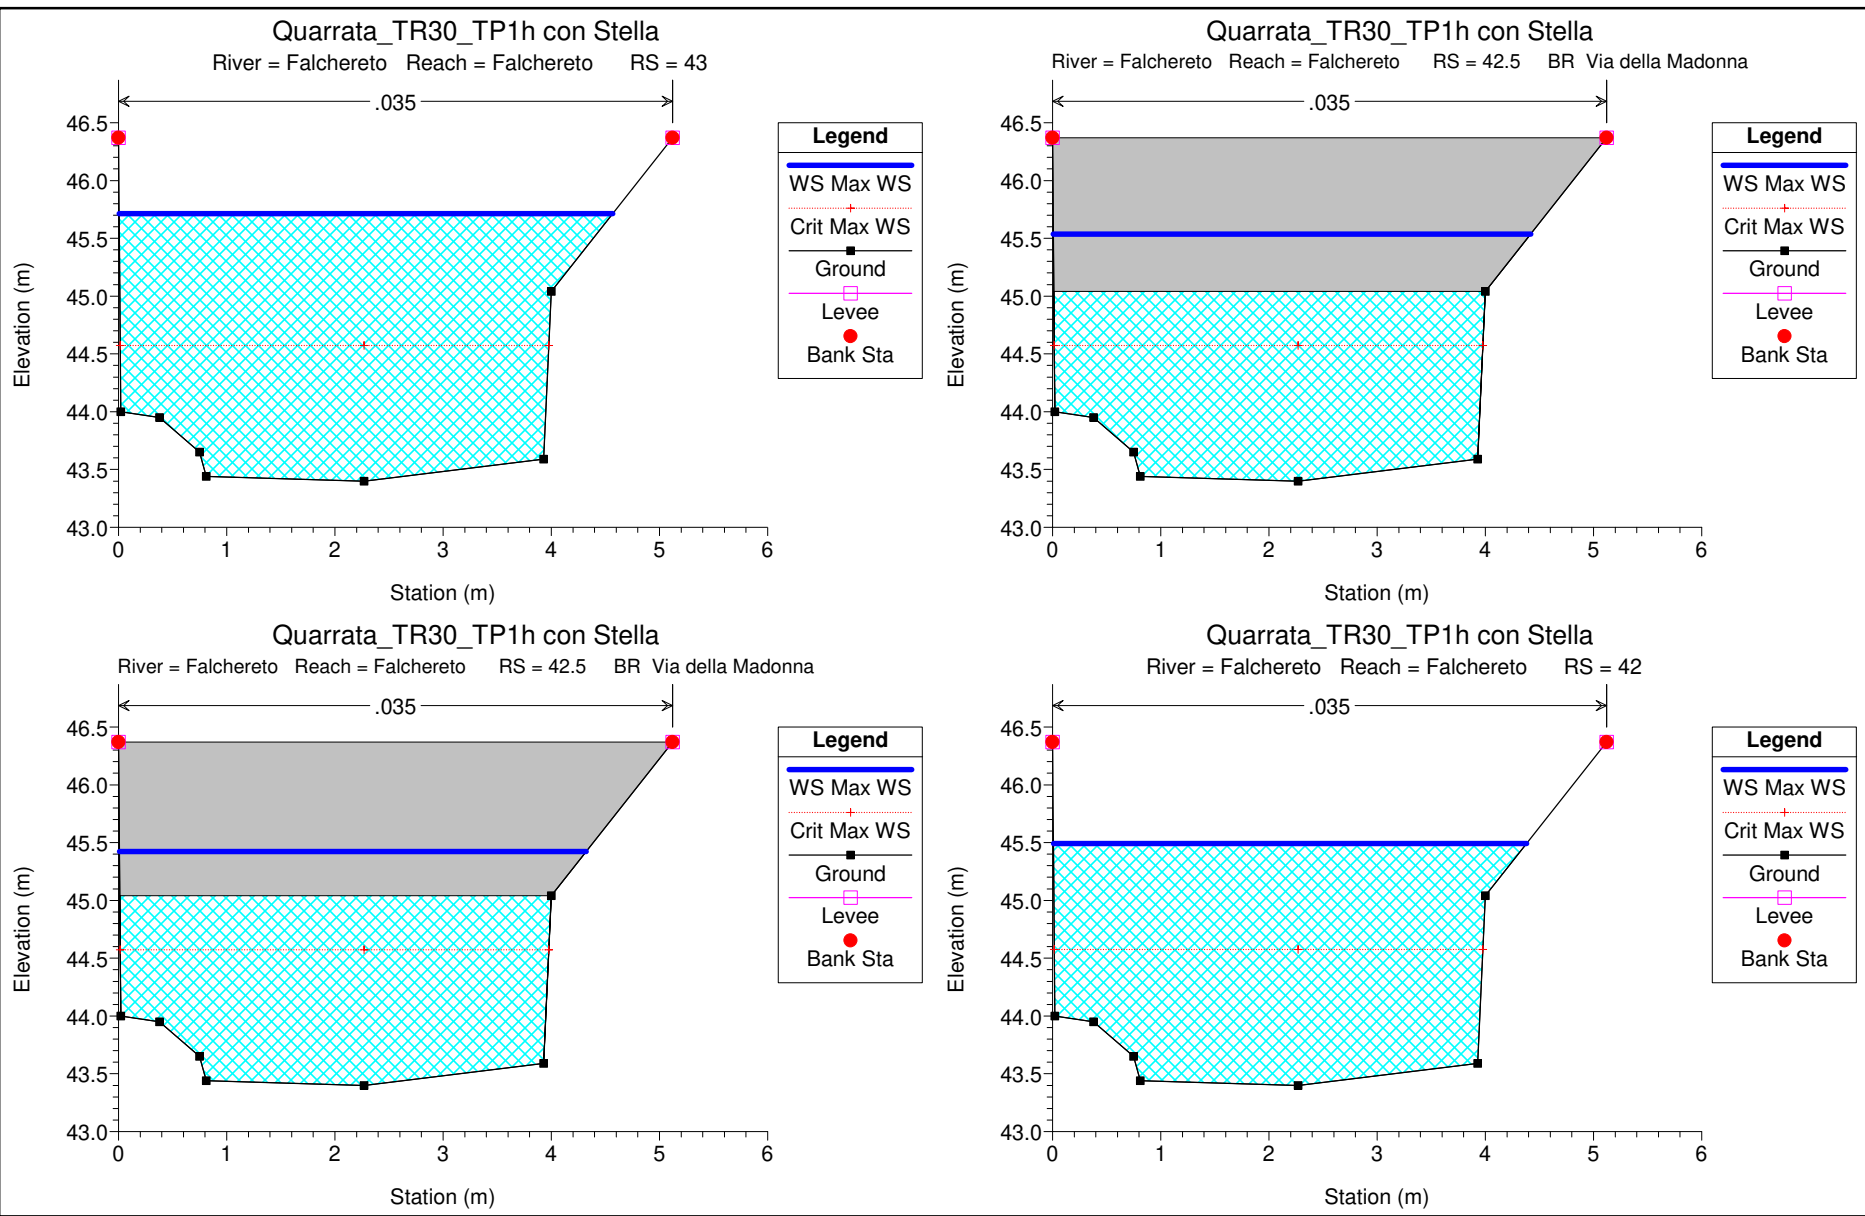 Quarrata_TR30_TP1h con Stella
River = Falchereto Reach = Falchereto RS = 43
.035
46.5
46.0
45.5
45.0
44.5
44.0
43.5
43.0
0 1 2 3 4 5 6
Station (m)
Elevation (m)
Legend
WS Max WS
Crit Max WS
Ground
Levee
Bank Sta
Quarrata_TR30_TP1h con Stella
River = Falchereto Reach = Falchereto RS = 42.5 BR Via della Madonna
.035
46.5
46.0
45.5
45.0
44.5
44.0
43.5
43.0
0 1 2 3 4 5 6
Station (m)
Elevation (m)
Legend
WS Max WS
Crit Max WS
Ground
Levee
Bank Sta
Quarrata_TR30_TP1h con Stella
River = Falchereto Reach = Falchereto RS = 42.5 BR Via della Madonna
.035
46.5
46.0
45.5
45.0
44.5
44.0
43.5
43.0
0 1 2 3 4 5 6
Station (m)
Elevation (m)
Legend
WS Max WS
Crit Max WS
Ground
Levee
Bank Sta
Quarrata_TR30_TP1h con Stella
River = Falchereto Reach = Falchereto RS = 42
.035
46.5
46.0
45.5
45.0
44.5
44.0
43.5
43.0
0 1 2 3 4 5 6
Station (m)
Elevation (m)
Legend
WS Max WS
Crit Max WS
Ground
Levee
Bank Sta